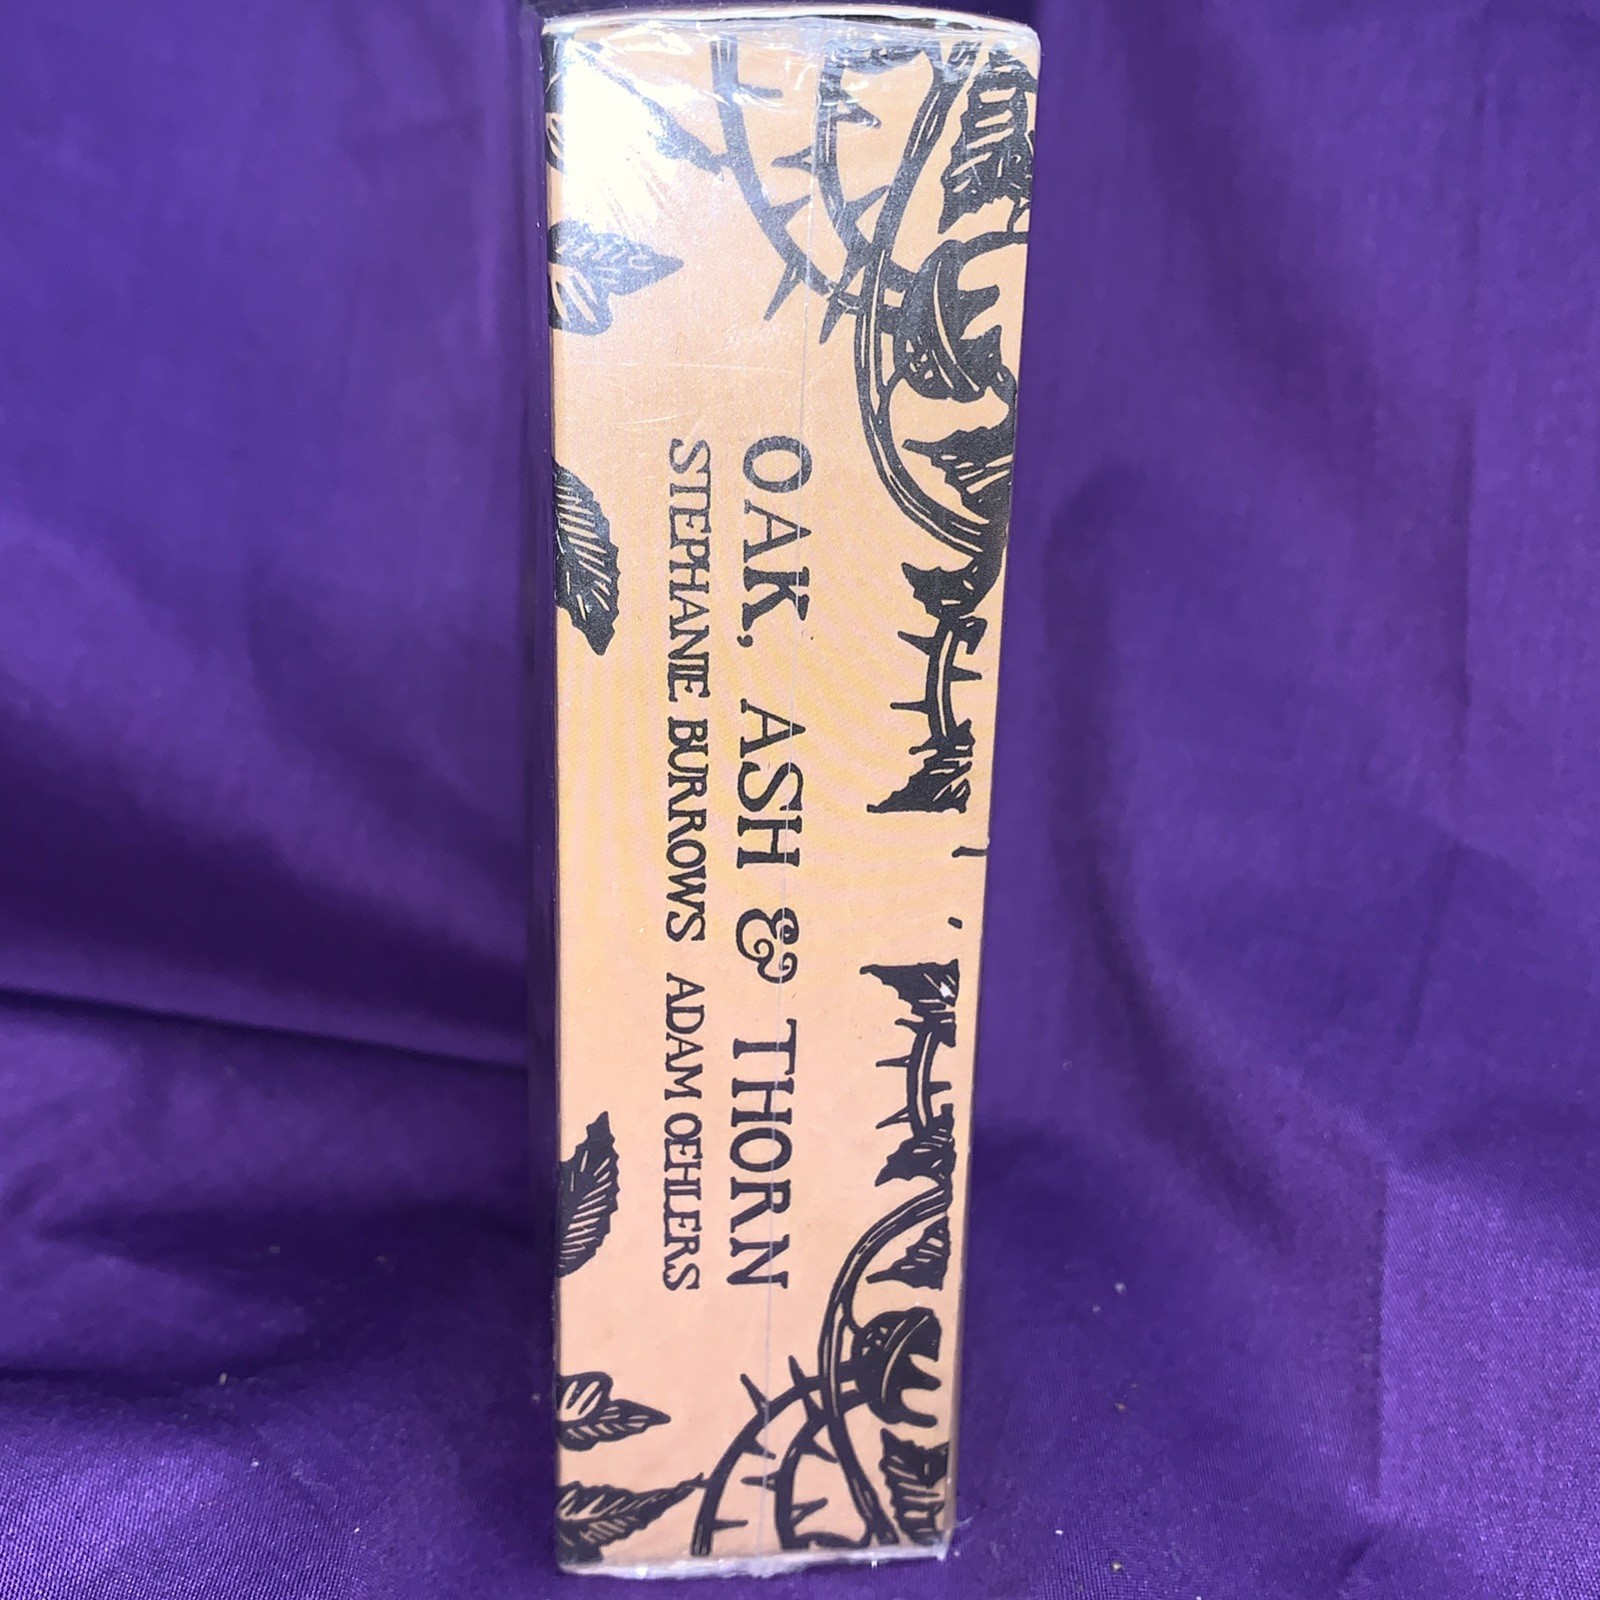 OAK, ASH & THORN
STEPHANIE BURROWS ADAM OEHLERS